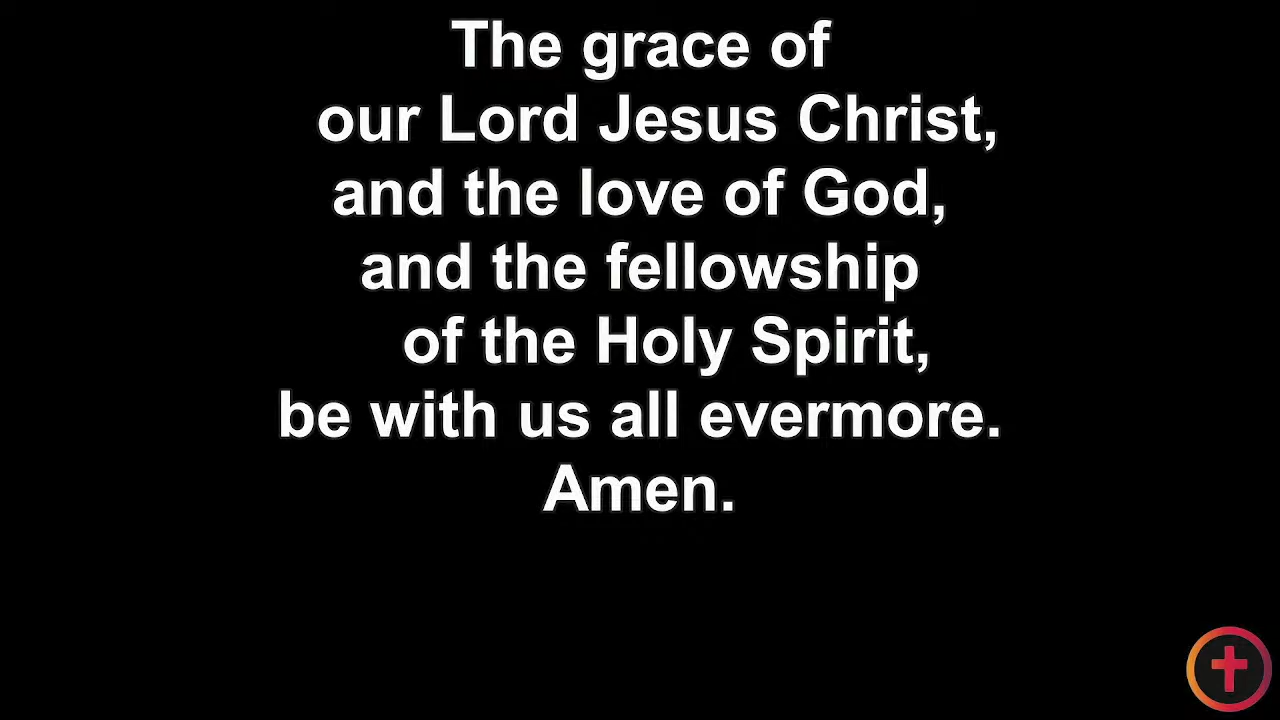 The grace of
our Lord Jesus Christ,
and the love of God,
and the fellowship
of the Holy Spirit,
be with us all evermore.
Amen.